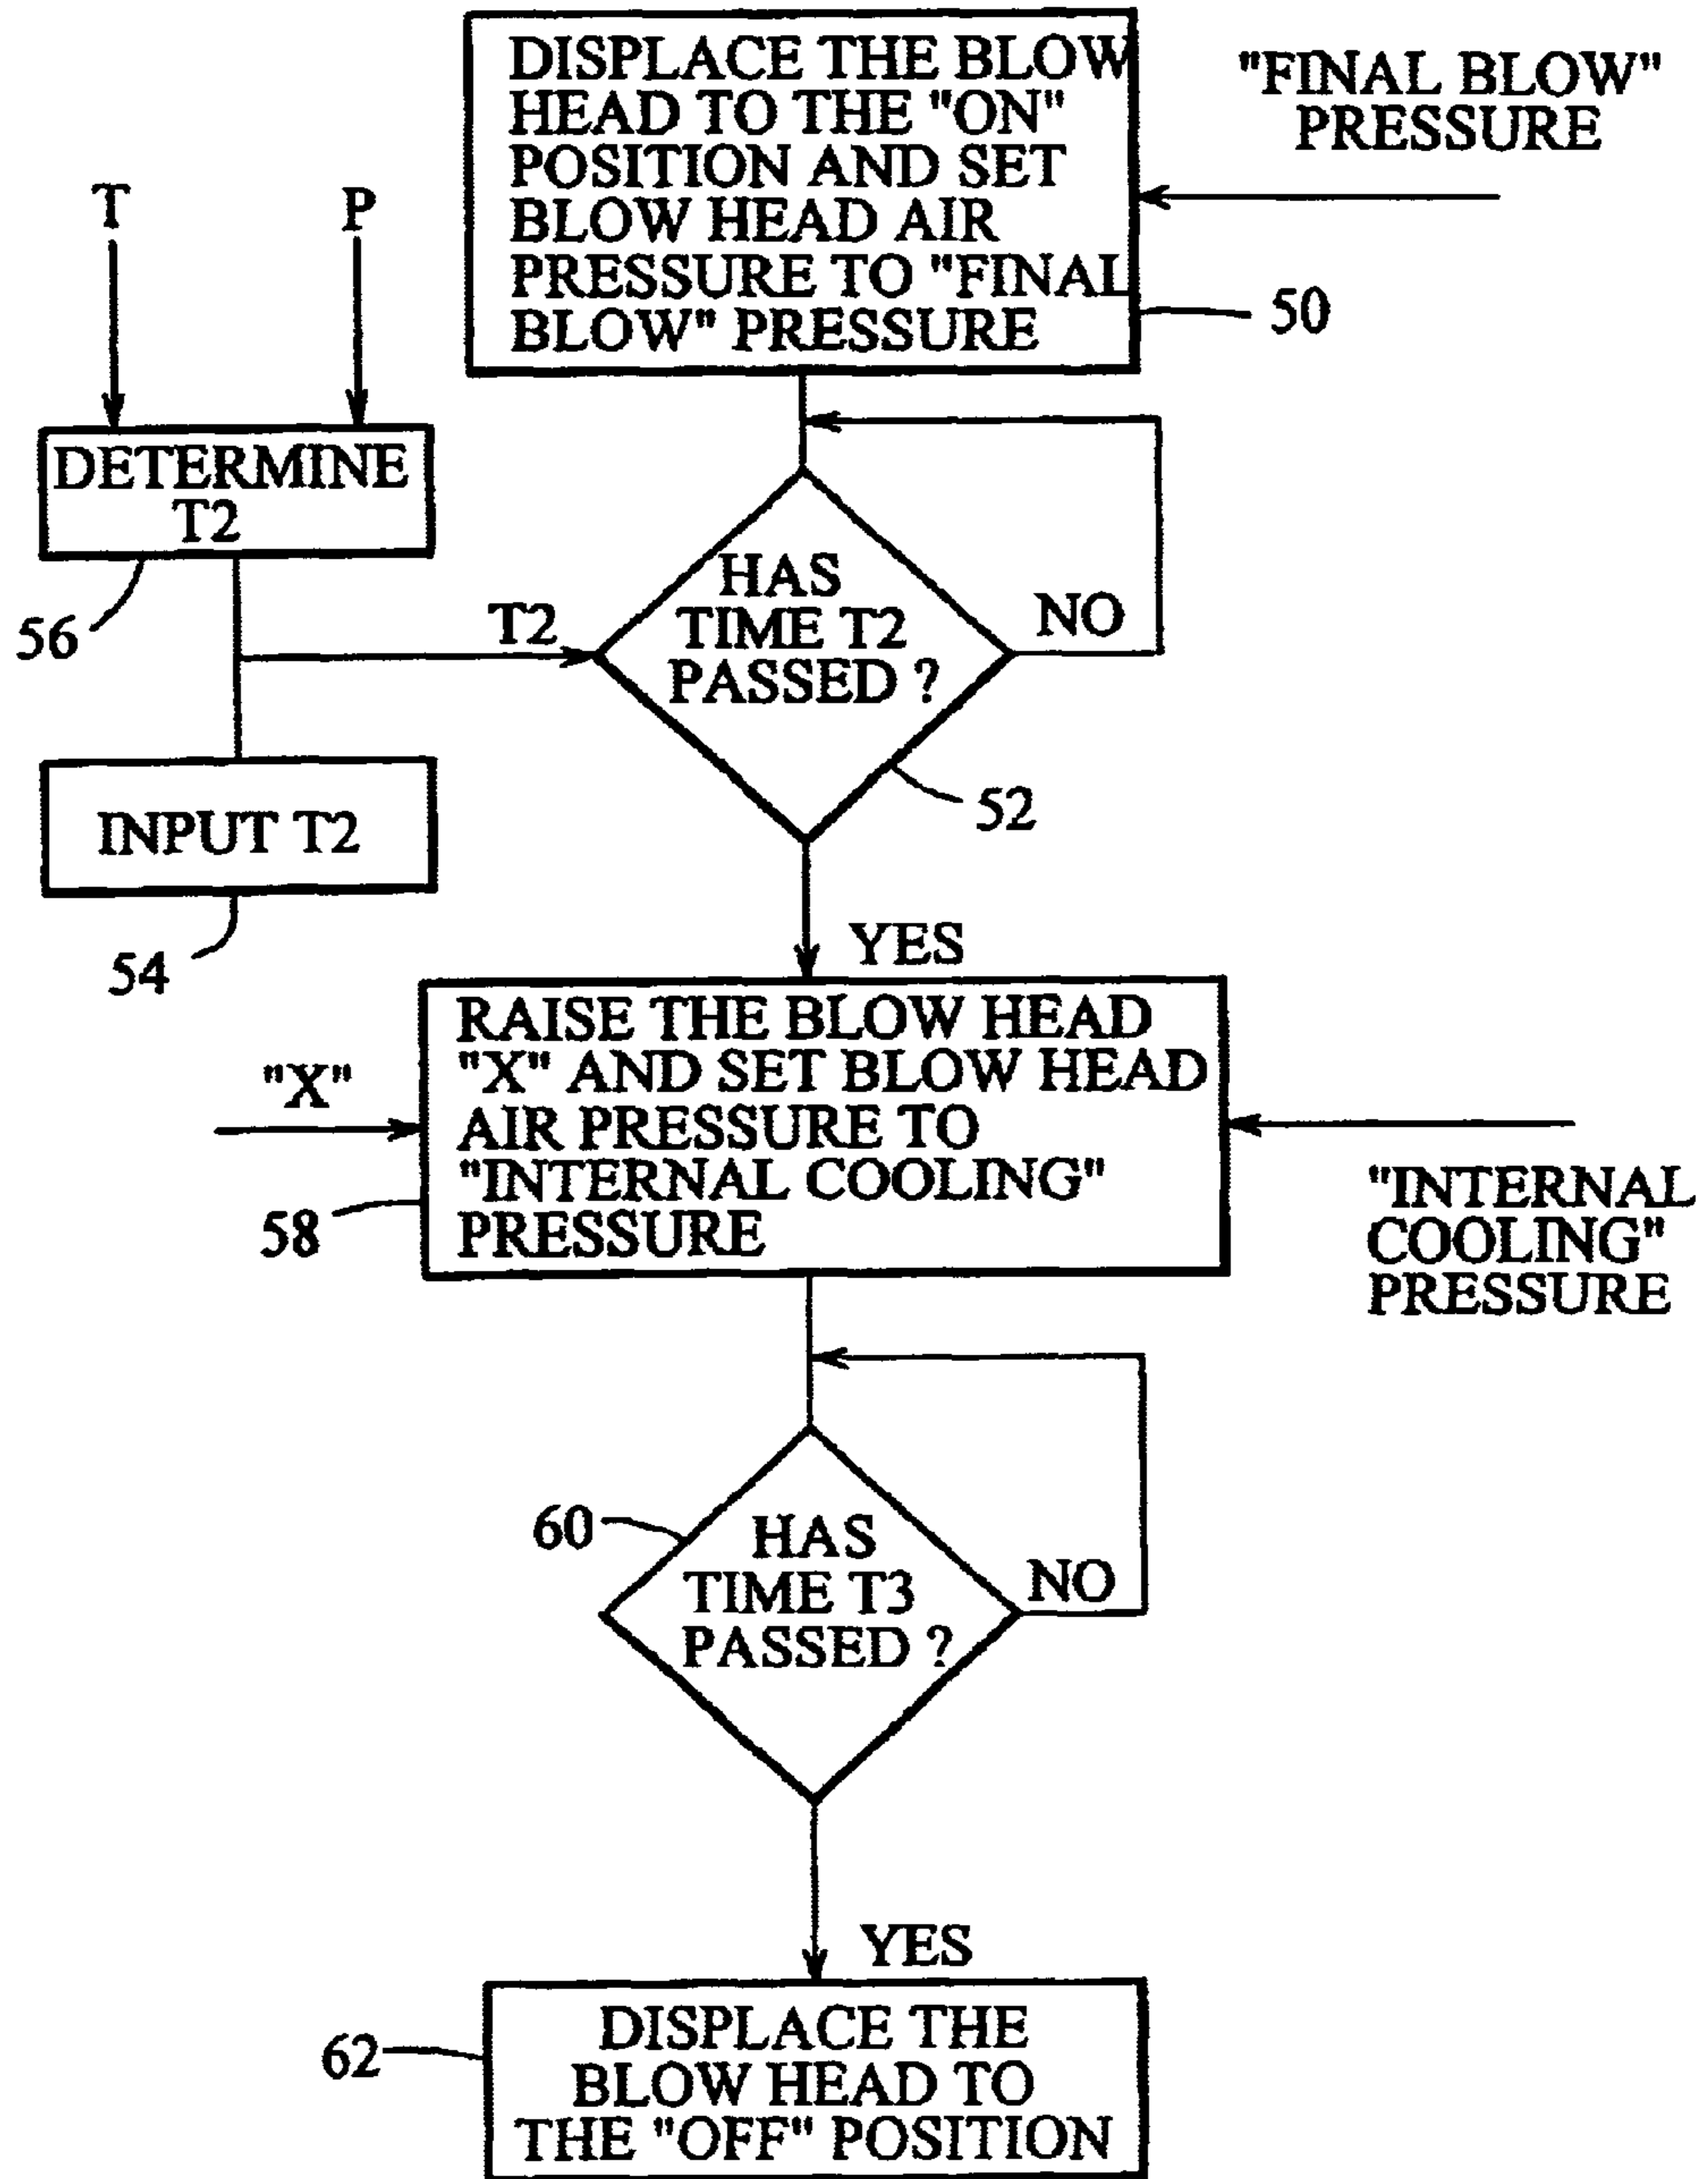 DISPLACE THE BLOW
HEAD TO THE "ON"
POSITION AND SET
BLOW HEAD AIR
PRESSURE TO "FINAL
BLOW" PRESSURE
"FINAL BLOW"
PRESSURE
50
T
P
DETERMINE
T2
56
T2
HAS
TIME T2
PASSED ?
NO
52
INPUT T2
54
YES
RAISE THE BLOW HEAD
"X" AND SET BLOW HEAD
AIR PRESSURE TO
"INTERNAL COOLING"
PRESSURE
"X"
58
"INTERNAL
COOLING"
PRESSURE
60
HAS
TIME T3
PASSED ?
NO
YES
62
DISPLACE THE
BLOW HEAD TO
THE "OFF" POSITION